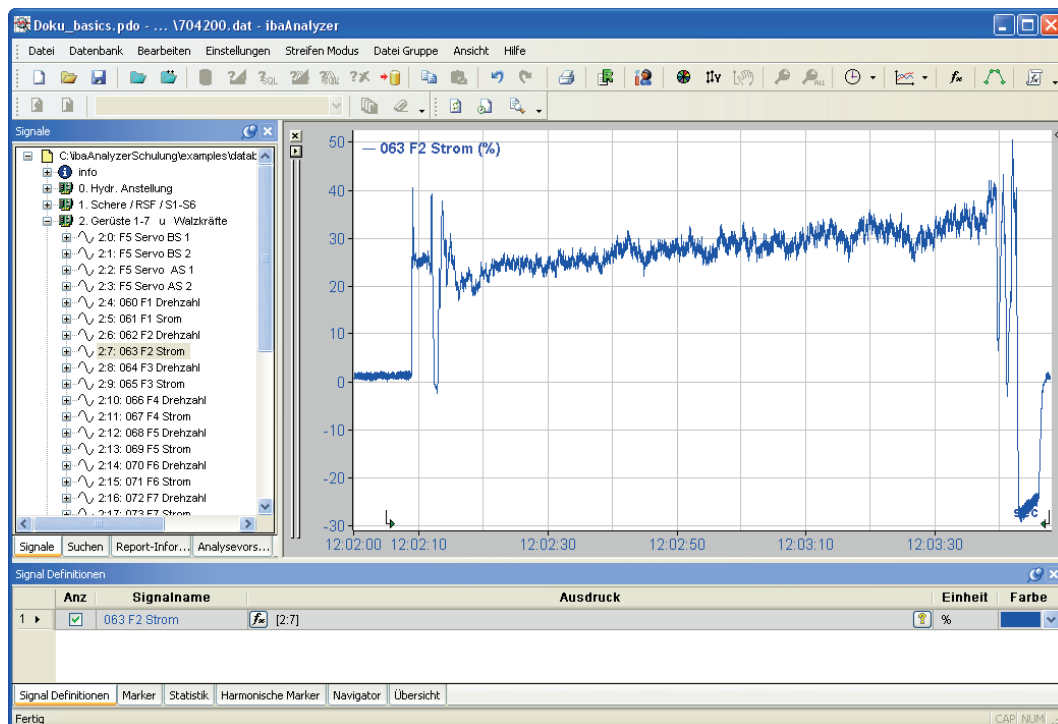 Doku_basics.pdo - ... \704200.dat - ibaAnalyzer
Datei Datenbank Bearbeiten Einstellungen Streifen Modus Datei Gruppe Ansicht Hilfe
Signale
C:\IbaAnalyzerSchulung\examples\datab
info
0. Hydr. Anstellung
1. Schere / RSF / S1-S6
2. Gerüste 1-7 u Walzkräfte
2:0: F5 Servo BS 1
2:1: F5 Servo BS 2
2:2: F5 Servo AS 1
2:3: F5 Servo AS 2
2:4: 060 F1 Drehzahl
2:5: 061 F1 Srom
2:6: 062 F2 Drehzahl
2:7: 063 F2 Strom
2:8: 064 F3 Drehzahl
2:9: 065 F3 Strom
2:10: 066 F4 Drehzahl
2:11: 067 F4 Strom
2:12: 068 F5 Drehzahl
2:13: 069 F5 Strom
2:14: 070 F6 Drehzahl
2:15: 071 F6 Strom
2:16: 072 F7 Drehzahl
2:17: 073 F7 Strom
Signale Suchen Report-Infor... Analysevors...
063 F2 Strom (%)
50
40
30
20
10
0
-10
-20
-30
sec
12:02:00 12:02:10 12:02:30 12:02:50 12:03:10 12:03:30
Signal Definitionen
Anz Signalname Ausdruck Einheit Farbe
1 063 F2 Strom fx [2:7] ? %
Signal Definitionen Marker Statistik Harmonische Marker Navigator Übersicht
Fertig CAP NUM